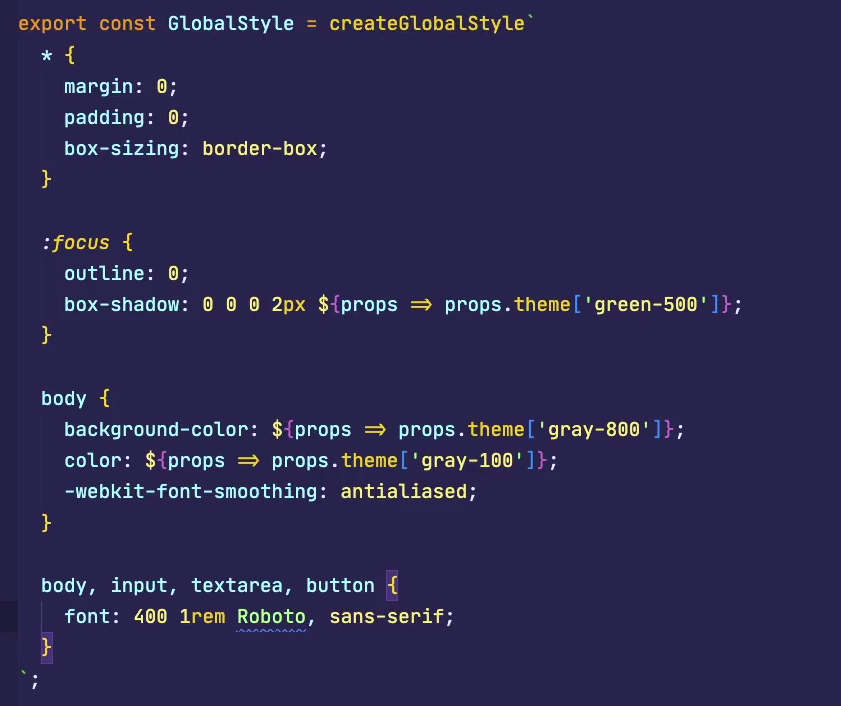 export const GlobalStyle = createGlobalStyle`
  * {
    margin: 0;
    padding: 0;
    box-sizing: border-box;
  }

  :focus {
    outline: 0;
    box-shadow: 0 0 0 2px ${props => props.theme['green-500']};
  }

  body {
    background-color: ${props => props.theme['gray-800']};
    color: ${props => props.theme['gray-100']};
    -webkit-font-smoothing: antialiased;
  }

  body, input, textarea, button {
    font: 400 1rem Roboto, sans-serif;
  }
`;